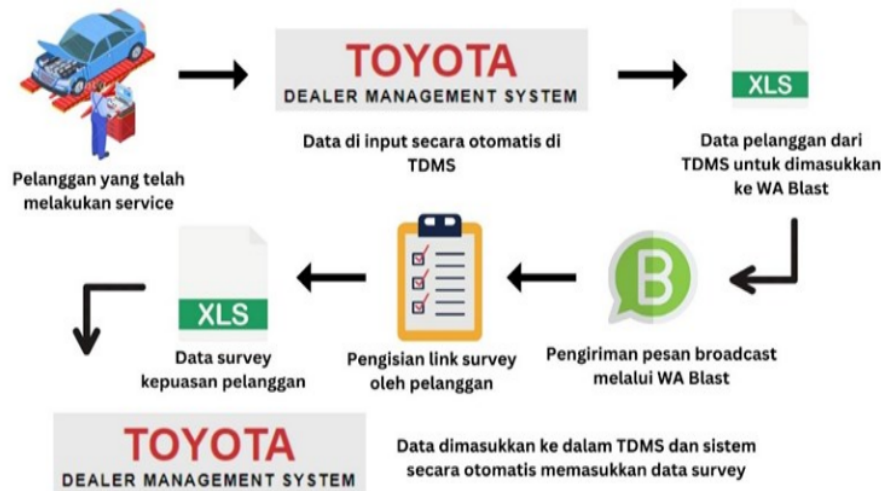 TOYOTA
DEALER MANAGEMENT SYSTEM
XLS
Pelanggan yang telah
melakukan service
Data di input secara otomatis di
TDMS
Data pelanggan dari
TDMS untuk dimasukkan
ke WA Blast
B
Pengiriman pesan broadcast
melalui WA Blast
Pengisian link survey
oleh pelanggan
XLS
Data survey
kepuasan pelanggan
TOYOTA
DEALER MANAGEMENT SYSTEM
Data dimasukkan ke dalam TDMS dan sistem
secara otomatis memasukkan data survey